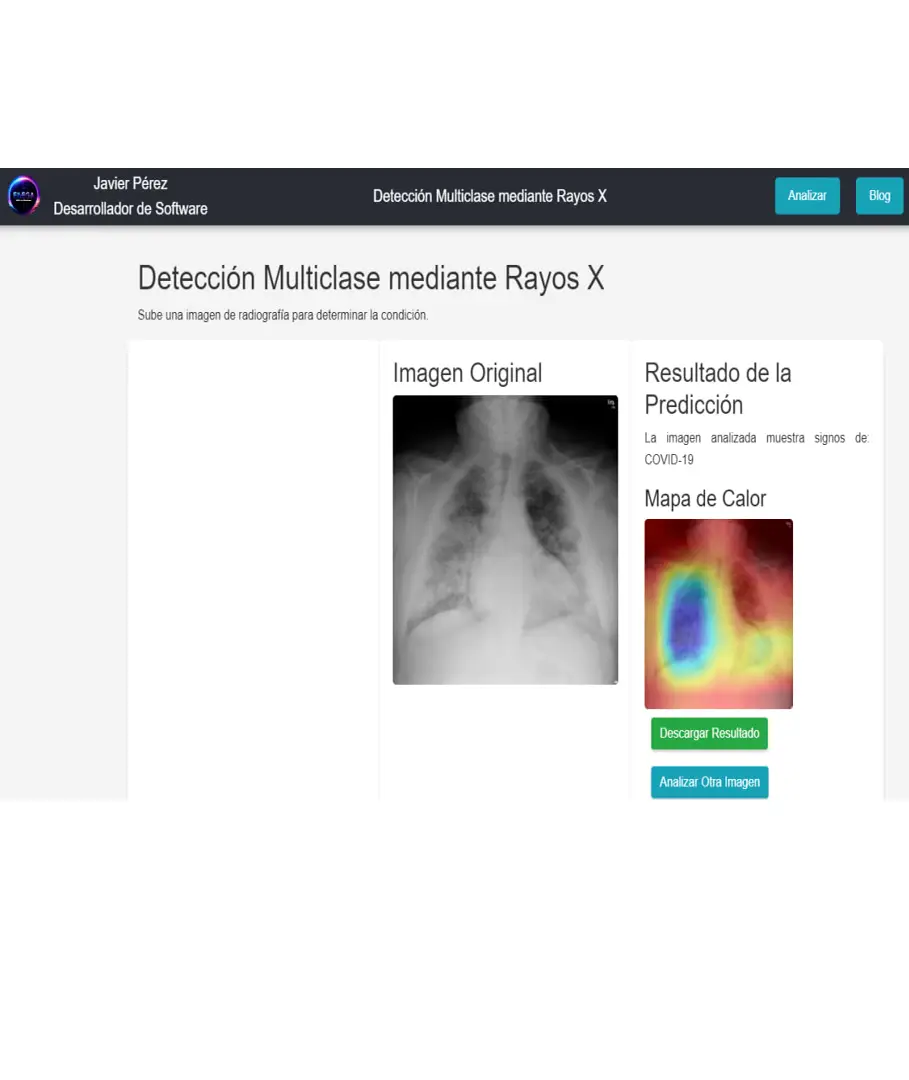 Javier Pérez
Desarrollador de Software
Detección Multiclase mediante Rayos X
Analizar
Blog
Detección Multiclase mediante Rayos X
Sube una imagen de radiografía para determinar la condición.
Imagen Original
Resultado de la
Predicción
La imagen analizada muestra signos de:
COVID-19
Mapa de Calor
Descargar Resultado
Analizar Otra Imagen